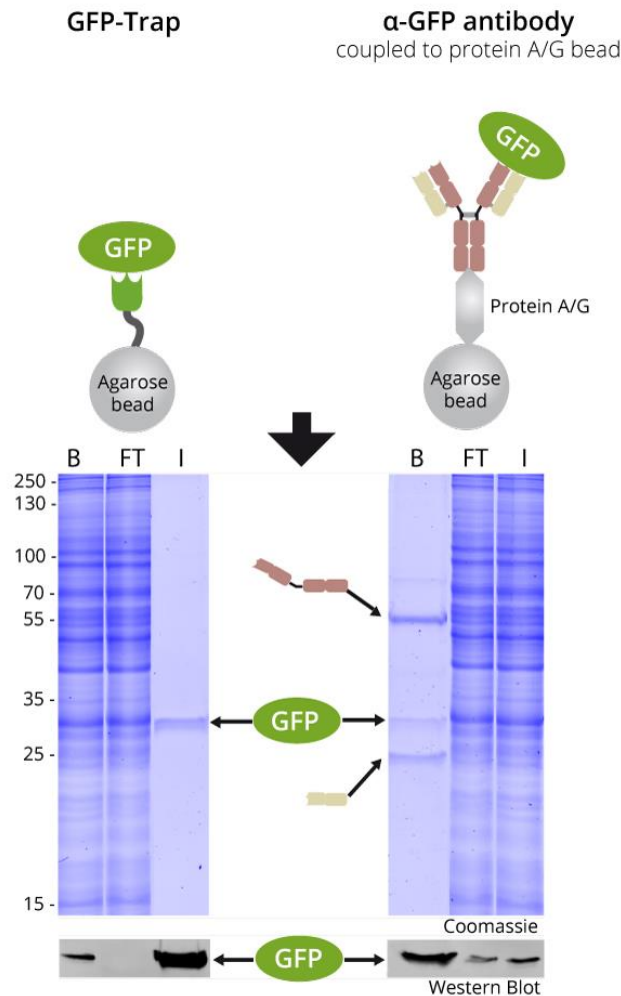 GFP-Trap
α-GFP antibody
coupled to protein A/G bead
GFP
GFP
Protein A/G
Agarose
bead
Agarose
bead
B FT I
B FT I
250 -
130 -
100 -
70 -
55 -
35 -
25 -
15 -
GFP
Coomassie
GFP
Western Blot